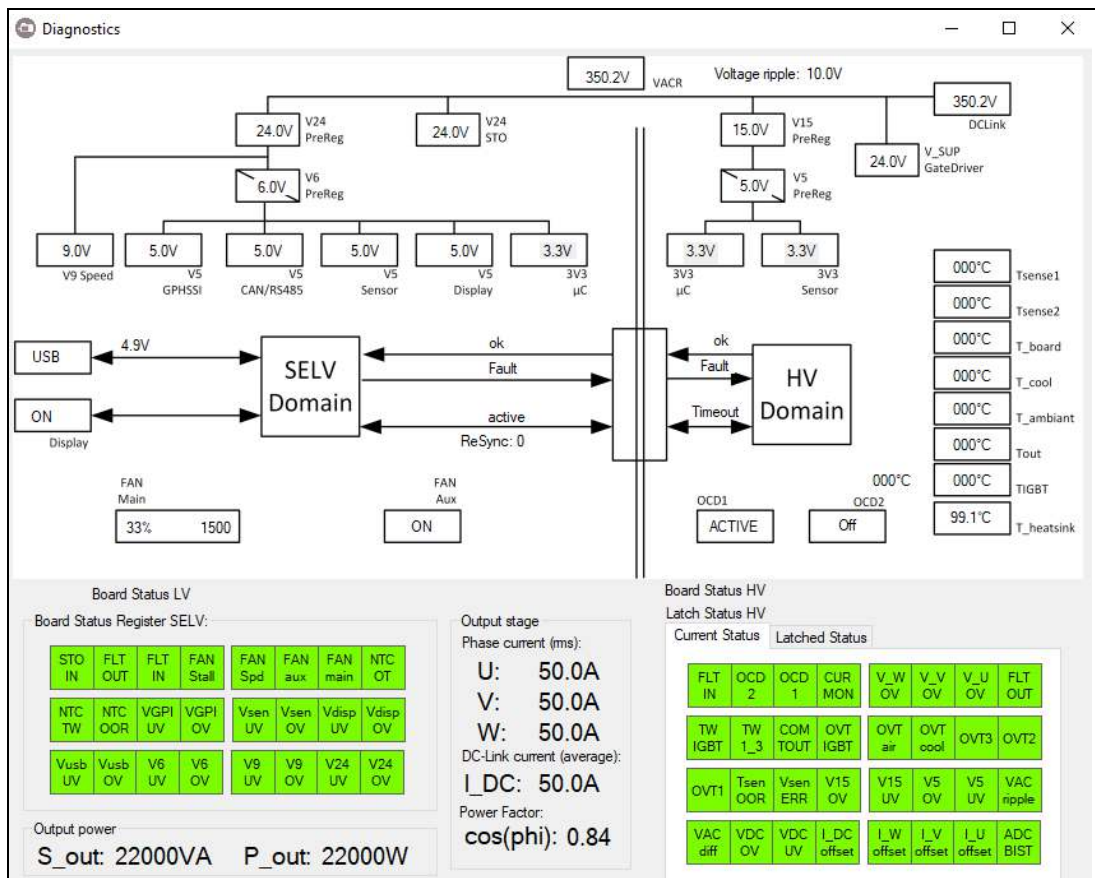 Diagnostics
350.2V
VACR
Voltage ripple: 10.0V
350.2V
DCLink
24.0V
V24
PreReg
24.0V
V24
STO
15.0V
V15
PreReg
24.0V
V_SUP
GateDriver
6.0V
V6
PreReg
5.0V
V5
PreReg
9.0V
V9 Speed
5.0V
V5
GPHSSI
5.0V
V5
CAN/RS485
5.0V
V5
Sensor
5.0V
V5
Display
3.3V
3V3
µC
3.3V
3V3
µC
3.3V
3V3
Sensor
000°C Tsense1
000°C Tsense2
000°C T_board
000°C T_cool
000°C T_ambiant
000°C Tout
000°C 000°C TIGBT
99.1°C T_heatsink
USB
4.9V
ON
Display
SELV
Domain
ok
Fault
active
ReSync: 0
ok
Fault
Timeout
HV
Domain
FAN
Main
33% 1500
FAN
Aux
ON
OCD1
ACTIVE
OCD2
Off
Board Status LV
Board Status Register SELV:
STO IN FLT OUT FLT IN FAN Stall FAN Spd FAN aux FAN main NTC OT
NTC TW NTC OOR VGPI UV VGPI OV Vsen UV Vsen OV Vdisp UV Vdisp OV
Vusb UV Vusb OV V6 UV V6 OV V9 UV V9 OV V24 UV V24 OV
Output power
S_out: 22000VA P_out: 22000W
Output stage
Phase current (rms):
U: 50.0A
V: 50.0A
W: 50.0A
DC-Link current (average):
I_DC: 50.0A
Power Factor:
cos(phi): 0.84
Board Status HV
Latch Status HV
Current Status Latched Status
FLT IN OCD 2 OCD 1 CUR MON V_W OV V_V OV V_U OV FLT OUT
TW IGBT TW 1_3 COM TOUT OVT IGBT OVT air OVT cool OVT3 OVT2
OVT1 Tsen OOR Vsen ERR V15 OV V15 UV V5 OV V5 UV VAC ripple
VAC diff VDC OV VDC UV I_DC offset I_W offset I_V offset I_U offset ADC BIST